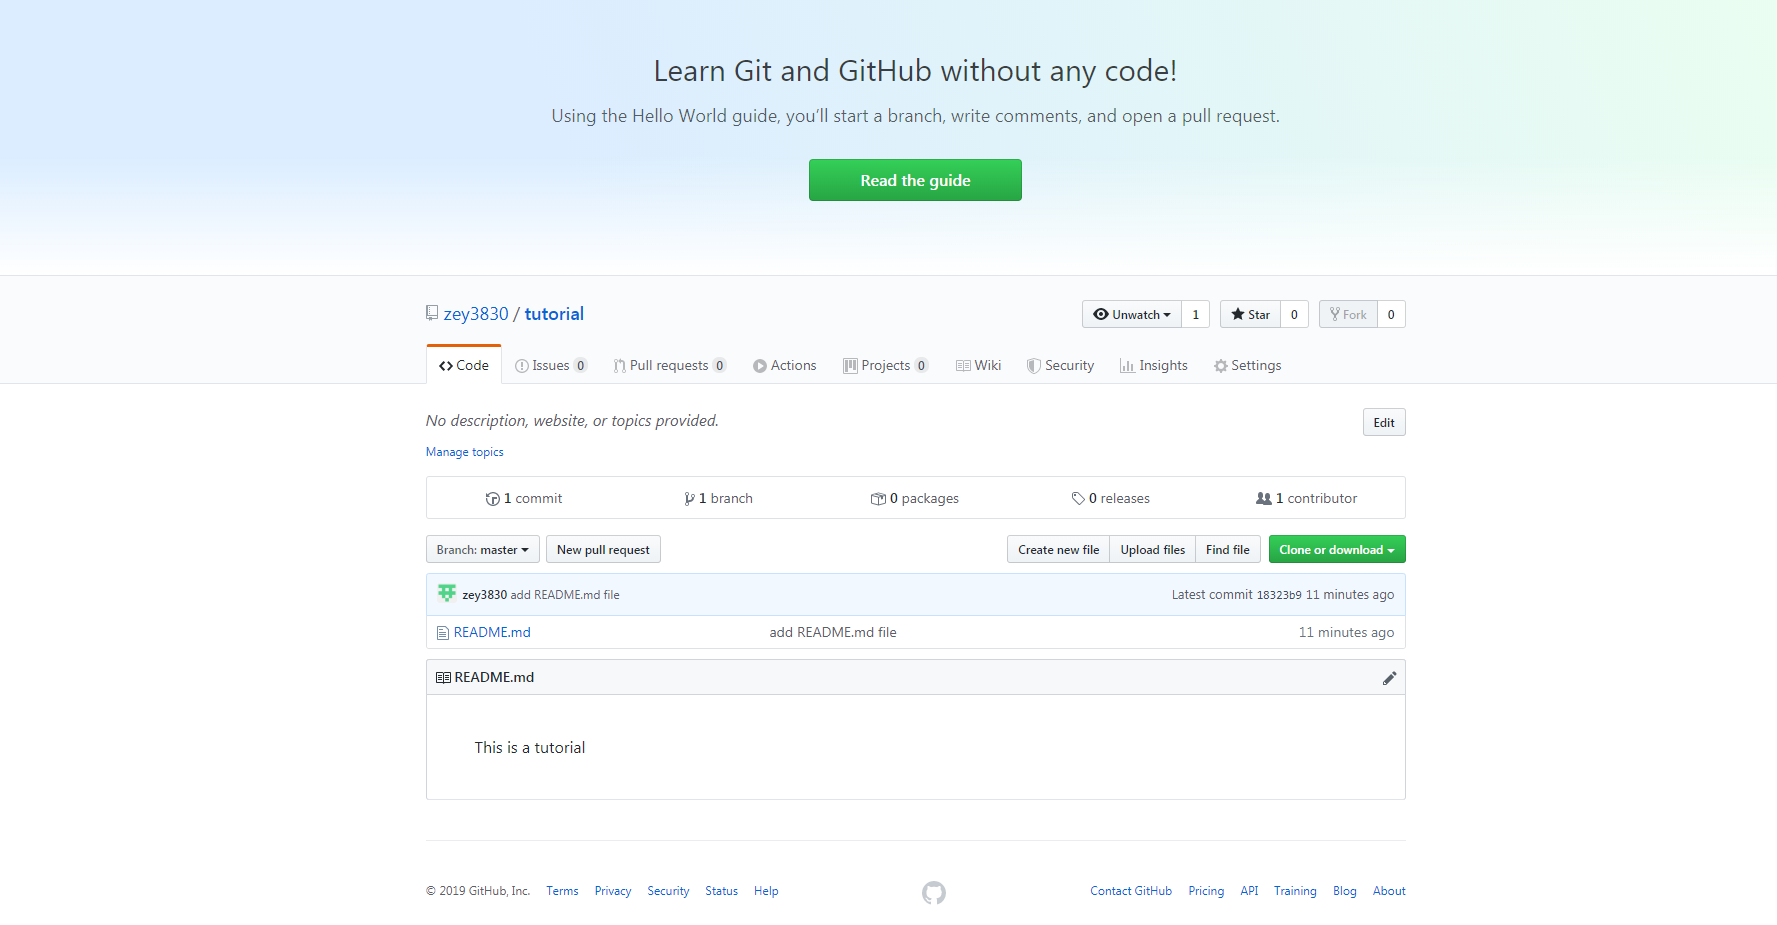 Learn Git and GitHub without any code!
Using the Hello World guide, you’ll start a branch, write comments, and open a pull request.
Read the guide
zey3830 / tutorial
Unwatch 1 Star 0 Fork 0
Code Issues 0 Pull requests 0 Actions Projects 0 Wiki Security Insights Settings
No description, website, or topics provided. Edit
Manage topics
1 commit 1 branch 0 packages 0 releases 1 contributor
Branch: master New pull request Create new file Upload files Find file Clone or download
zey3830 add README.md file Latest commit 18323b9 11 minutes ago
README.md add README.md file 11 minutes ago
README.md
This is a tutorial
© 2019 GitHub, Inc. Terms Privacy Security Status Help Contact GitHub Pricing API Training Blog About